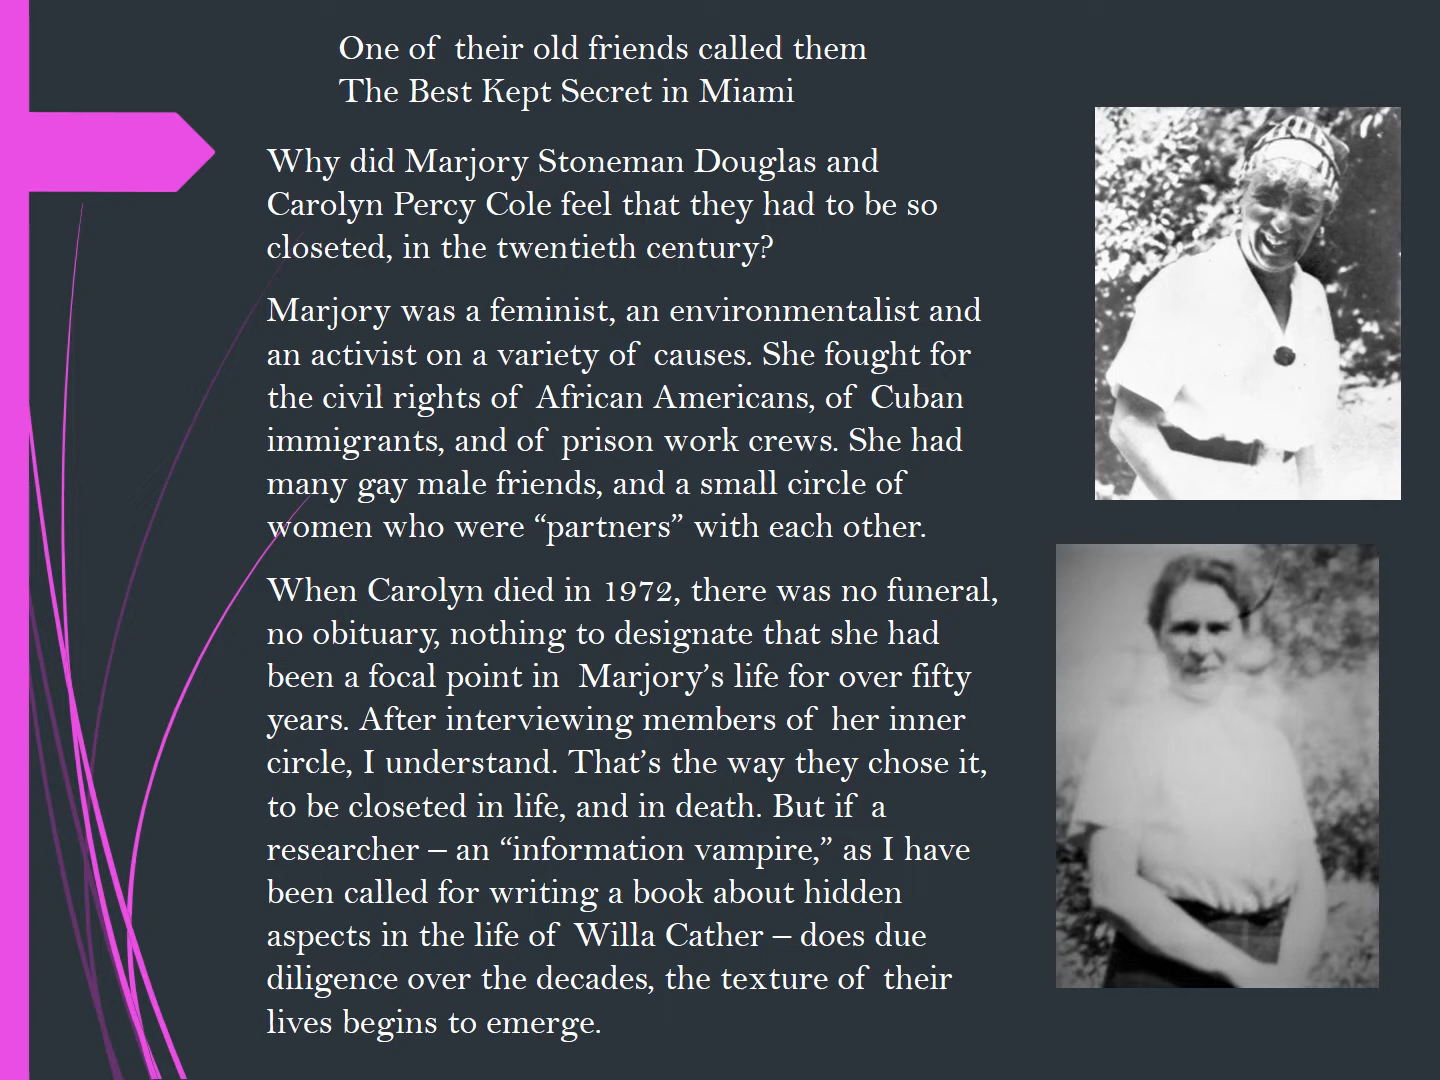 One of their old friends called them
The Best Kept Secret in Miami
Why did Marjory Stoneman Douglas and
Carolyn Percy Cole feel that they had to be so
closeted, in the twentieth century?
Marjory was a feminist, an environmentalist and
an activist on a variety of causes. She fought for
the civil rights of African Americans, of Cuban
immigrants, and of prison work crews. She had
many gay male friends, and a small circle of
women who were “partners” with each other.
When Carolyn died in 1972, there was no funeral,
no obituary, nothing to designate that she had
been a focal point in Marjory’s life for over fifty
years. After interviewing members of her inner
circle, I understand. That’s the way they chose it,
to be closeted in life, and in death. But if a
researcher – an “information vampire,” as I have
been called for writing a book about hidden
aspects in the life of Willa Cather – does due
diligence over the decades, the texture of their
lives begins to emerge.